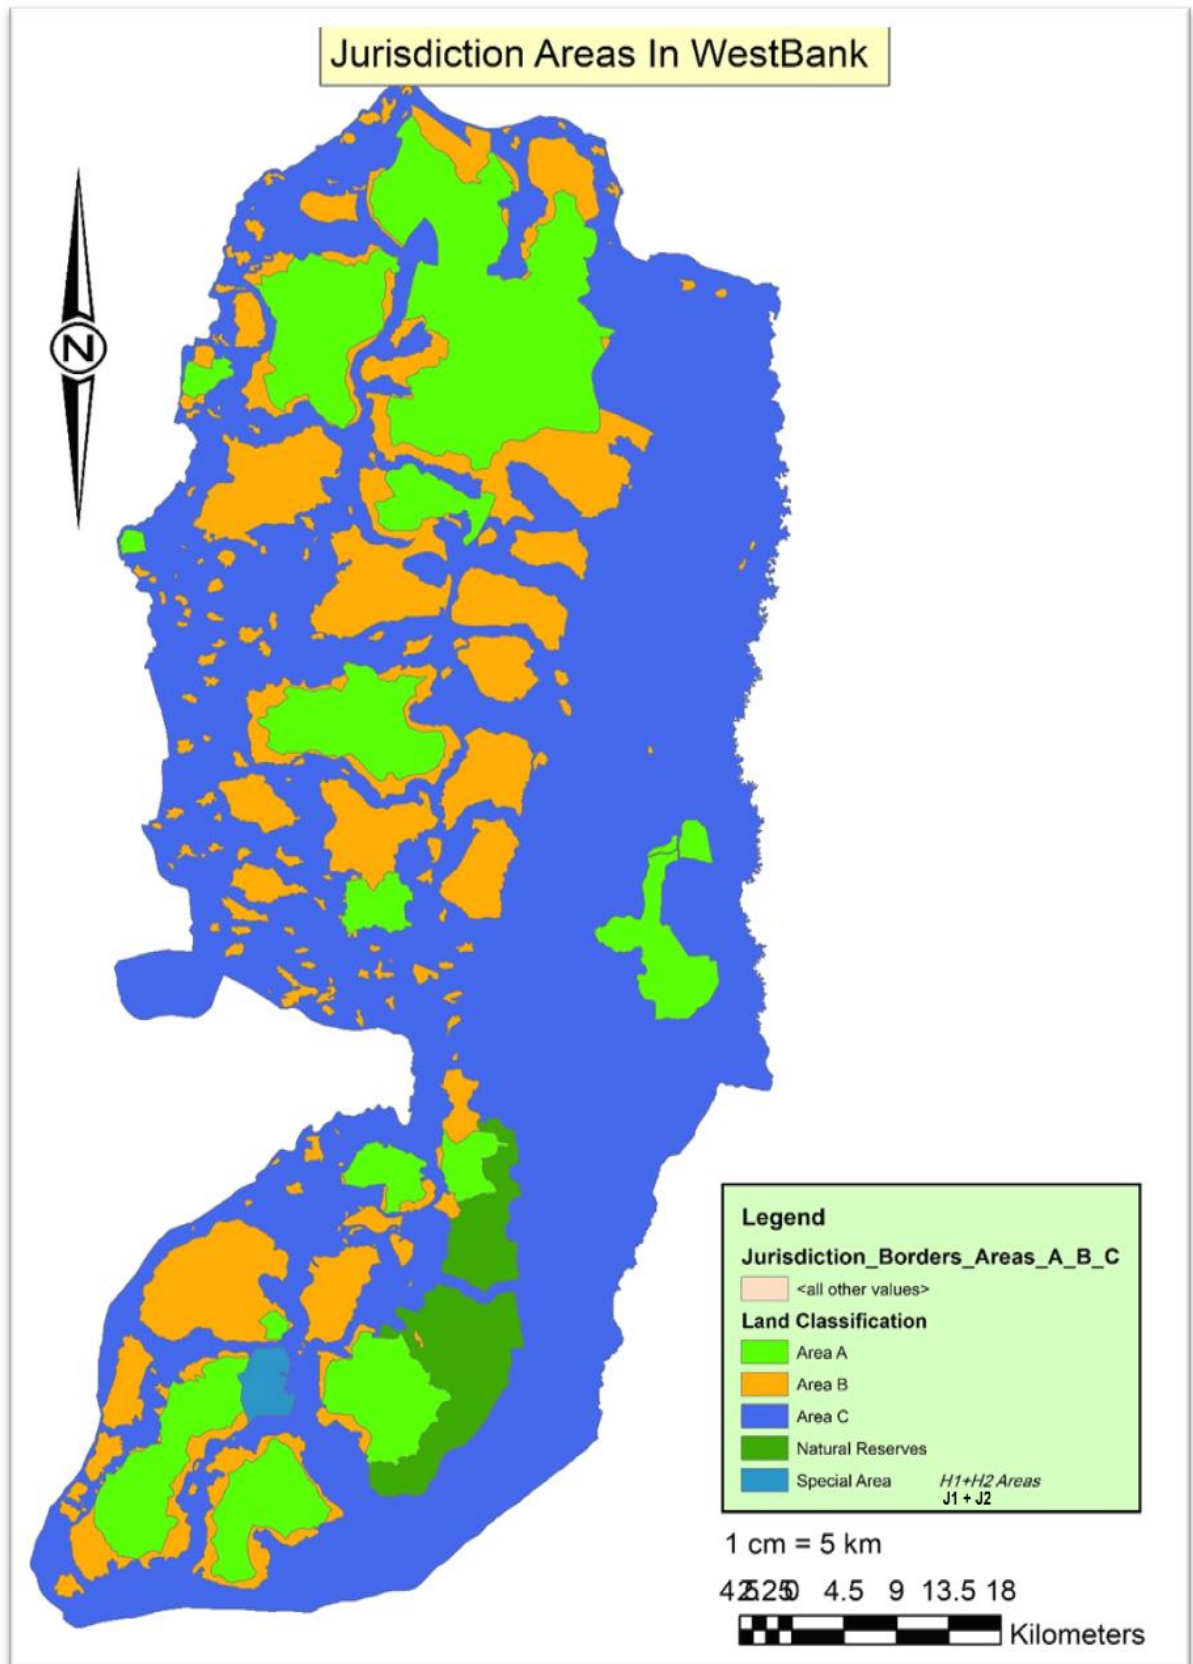 Jurisdiction Areas In WestBank
N
Legend
Jurisdiction_Borders_Areas_A_B_C
<all other values>
Land Classification
Area A
Area B
Area C
Natural Reserves
Special Area H1+H2 Areas
J1 + J2
1 cm = 5 km
4.5 9 13.5 18
Kilometers